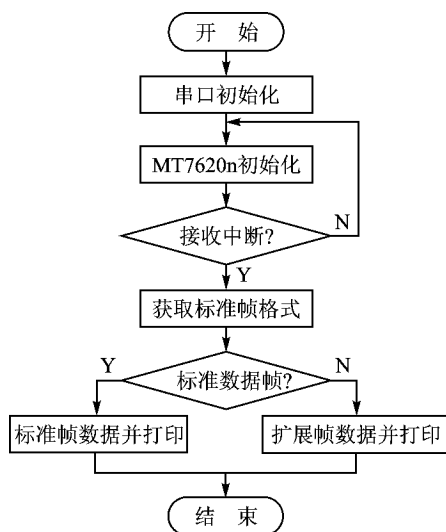 开 始
串口初始化
MT7620n初始化
接收中断?
N
Y
获取标准帧格式
标准数据帧?
Y
N
标准帧数据并打印
扩展帧数据并打印
结 束